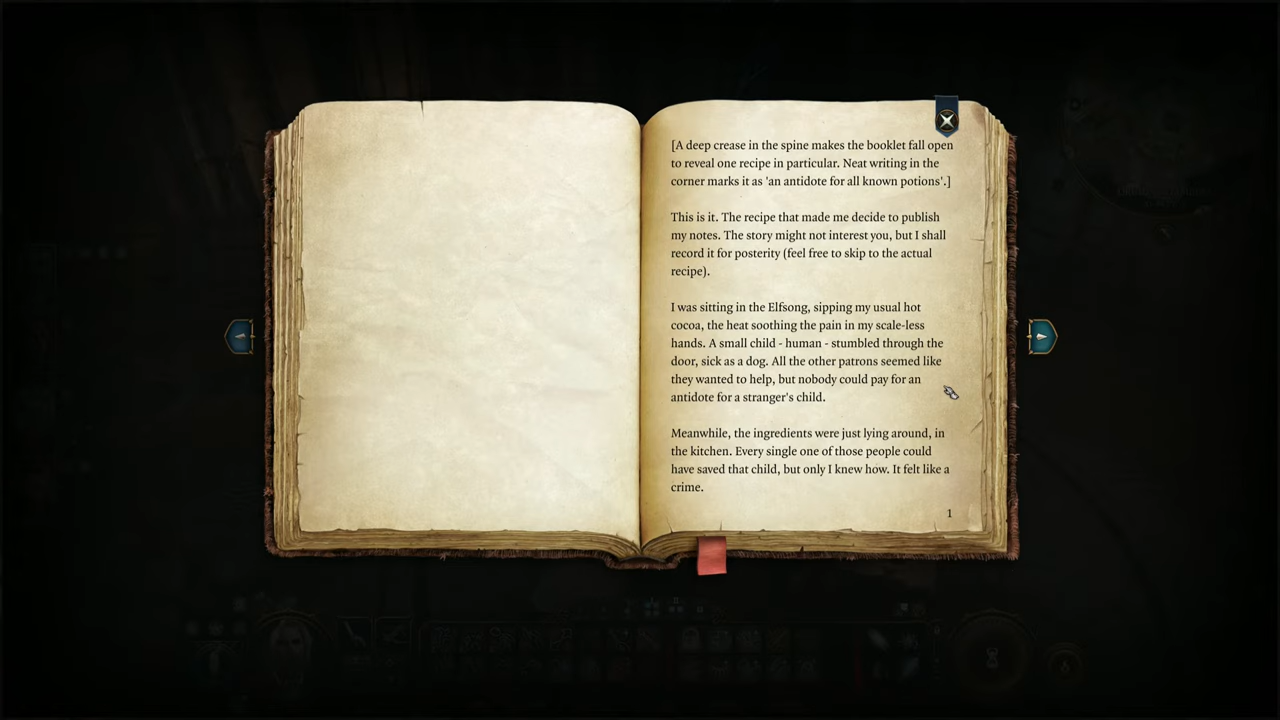 [A deep crease in the spine makes the booklet fall open
to reveal one recipe in particular. Neat writing in the
corner marks it as 'an antidote for all known potions'.]
This is it. The recipe that made me decide to publish
my notes. The story might not interest you, but I shall
record it for posterity (feel free to skip to the actual
recipe).
I was sitting in the Elfsong, sipping my usual hot
cocoa, the heat soothing the pain in my scale-less
hands. A small child - human - stumbled through the
door, sick as a dog. All the other patrons seemed like
they wanted to help, but nobody could pay for an
antidote for a stranger's child.
Meanwhile, the ingredients were just lying around, in
the kitchen. Every single one of those people could
have saved that child, but only I knew how. It felt like a
crime.
1